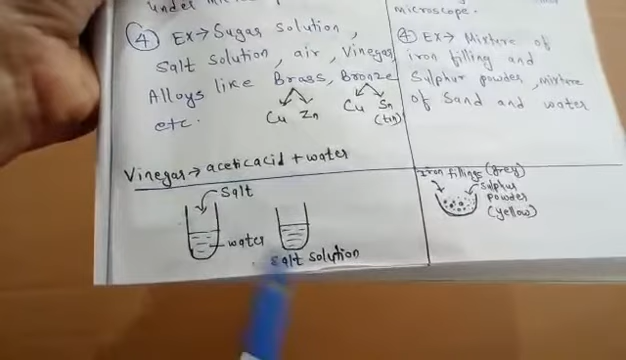 under
microscope.
④ Ex→ Sugar solution,
Salt solution, air, Vinegar,
Alloys like Brass, Bronze
Cu Zn
Cu Sn
(tin)
etc.
Vinegar → acetic acid + water
salt
water
Salt solution
④ Ex→ Mixture of
iron filling and
Sulphur powder, mixture
of Sand and water
Iron fillings (grey)
sulphur
powder
(yellow)